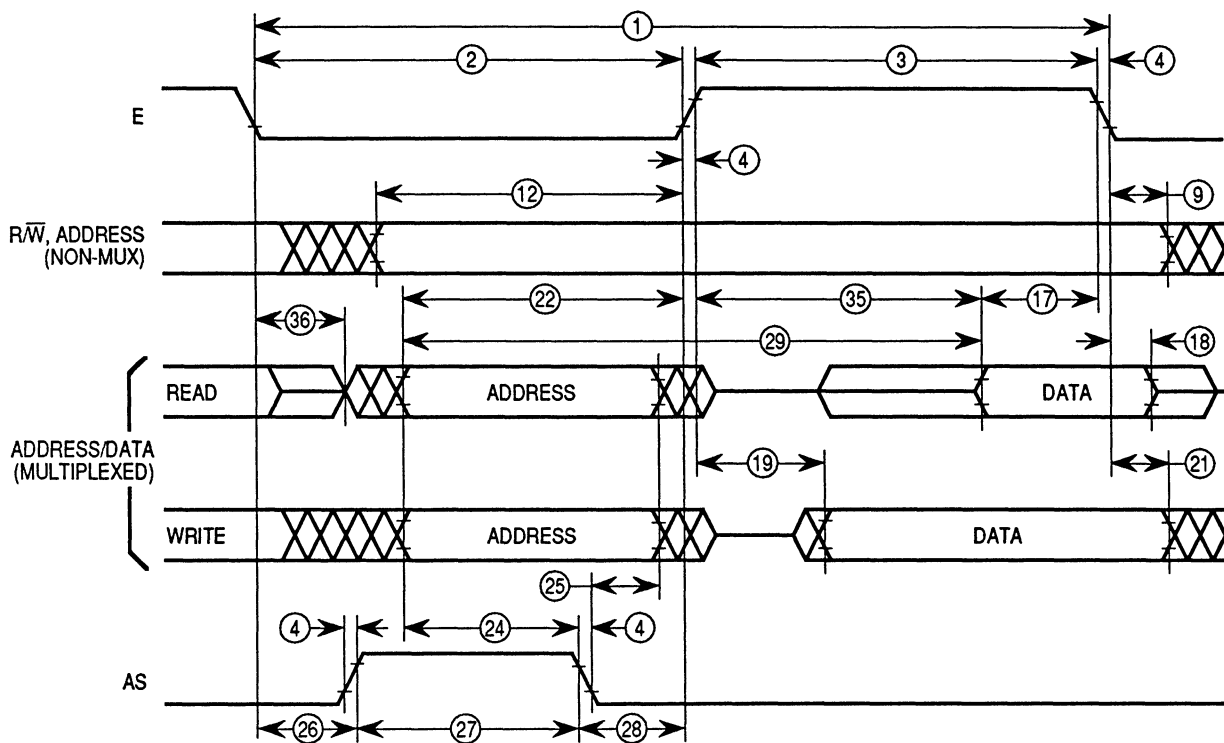 1
2 3 4
E
4
12 9
R/W̅, ADDRESS
(NON-MUX)
22 35 17
36
29 18
READ ADDRESS DATA
ADDRESS/DATA
(MULTIPLEXED)
19 21
WRITE ADDRESS DATA
25
4 24 4
AS
26 27 28